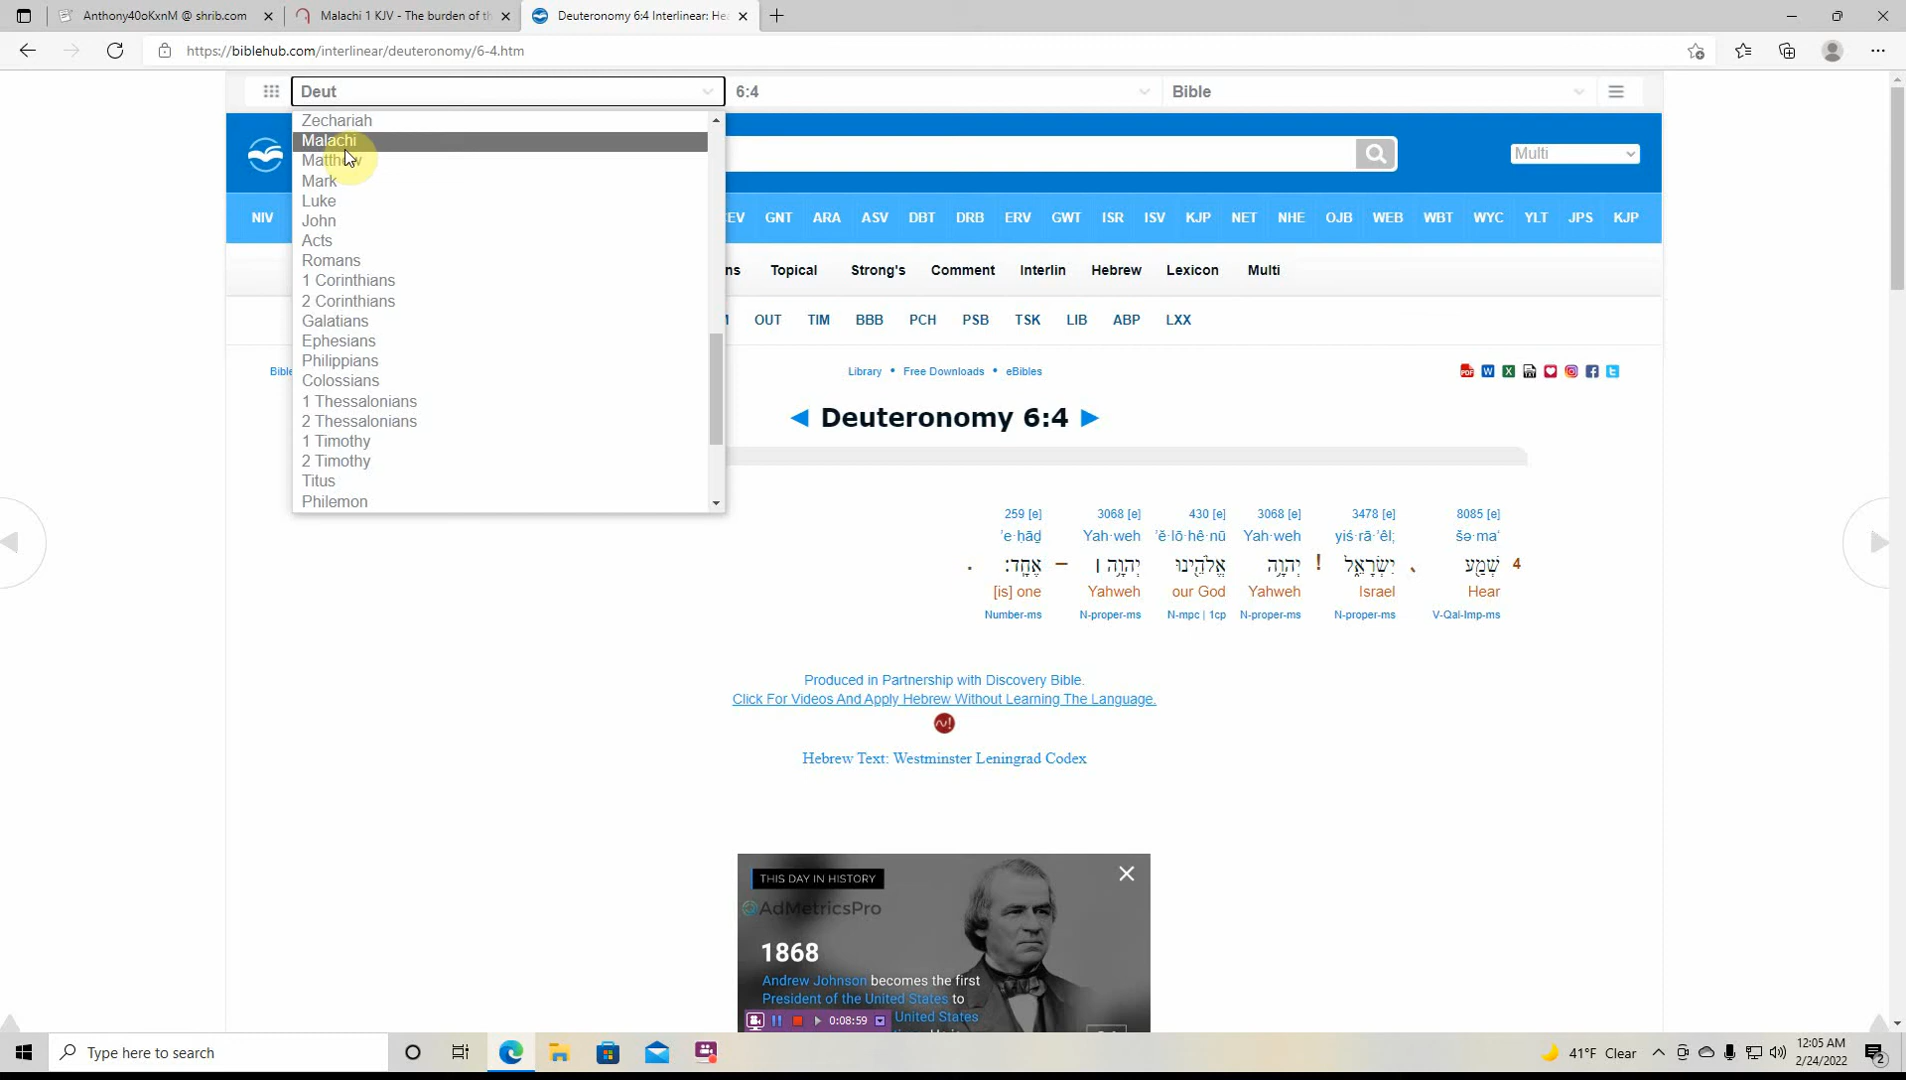 Anthony40oKxnM @ shrib.com
Malachi 1 KJV - The burden of th
Deuteronomy 6:4 Interlinear: He
https://biblehub.com/interlinear/deuteronomy/6-4.htm
Deut
6:4
Bible
Zechariah
Malachi
Matthew
Mark
Luke
John
Acts
Romans
1 Corinthians
2 Corinthians
Galatians
Ephesians
Philippians
Colossians
1 Thessalonians
2 Thessalonians
1 Timothy
2 Timothy
Titus
Philemon
Multi
NIV CEV GNT ARA ASV DBT DRB ERV GWT ISR ISV KJP NET NHE OJB WEB WBT WYC YLT JPS KJP
ns Topical Strong's Comment Interlin Hebrew Lexicon Multi
OUT TIM BBB PCH PSB TSK LIB ABP LXX
Bible
Library • Free Downloads • eBibles
◄ Deuteronomy 6:4 ►
259 [e] 3068 [e] 430 [e] 3068 [e] 3478 [e] 8085 [e]
’e·ḥāḏ Yah·weh ’ĕ·lō·hê·nū Yah·weh yiś·rā·’êl; šə·ma‘
4 שְׁמַ֖ע 、 יִשְׂרָאֵ֑ל ! יְהוָ֥ה אֱלֹהֵ֖ינוּ יְהוָ֥ה ׀ – אֶחָֽד׃ .
[is] one Yahweh our God Yahweh Israel Hear
Number-ms N-proper-ms N-mpc | 1cp N-proper-ms N-proper-ms V-Qal-Imp-ms
Produced in Partnership with Discovery Bible.
Click For Videos And Apply Hebrew Without Learning The Language.
Hebrew Text: Westminster Leningrad Codex
THIS DAY IN HISTORY
AdMetricsPro
1868
Andrew Johnson becomes the first
President of the United States to
United States
0:08:59
Type here to search
41°F Clear
12:05 AM
2/24/2022
2